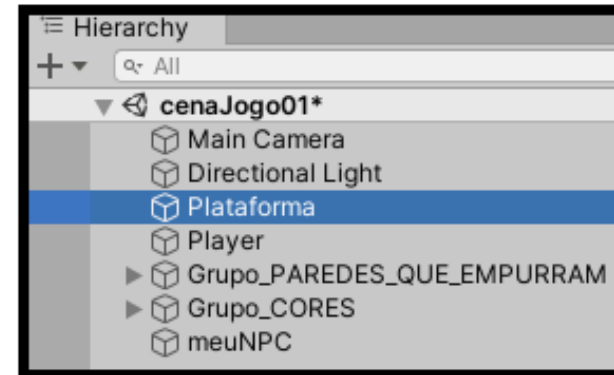 Hierarchy
All
cenaJogo01*
Main Camera
Directional Light
Plataforma
Player
Grupo_PAREDES_QUE_EMPURRAM
Grupo_CORES
meuNPC